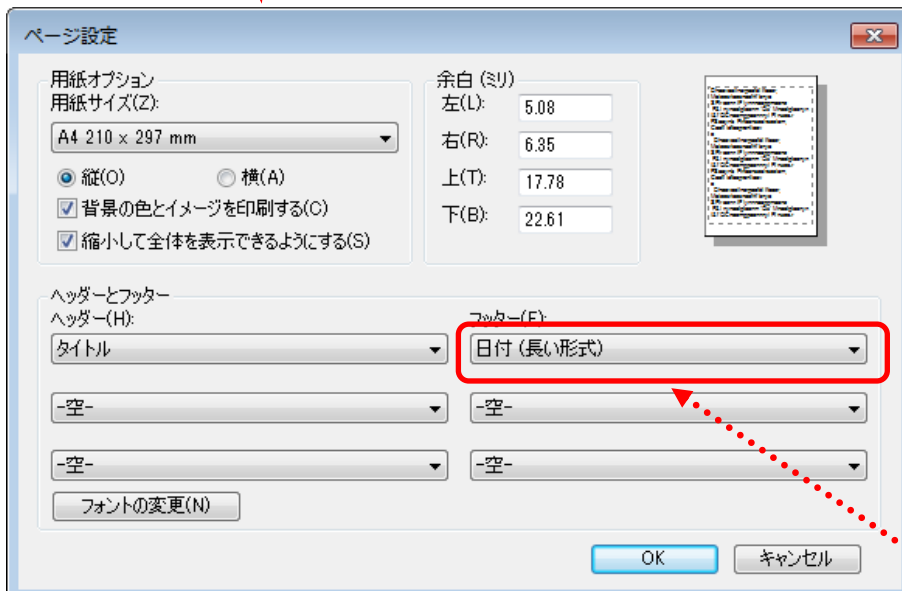 ページ設定
用紙オプション
用紙サイズ(Z):
A4 210 x 297 mm
縦(O) 横(A)
背景の色とイメージを印刷する(C)
縮小して全体を表示できるようにする(S)
余白 (ミリ)
左(L): 5.08
右(R): 6.35
上(T): 17.78
下(B): 22.61
ヘッダーとフッター
ヘッダー(H): フッター(F):
タイトル 日付 (長い形式)
-空- -空-
-空- -空-
フォントの変更(N)
OK キャンセル